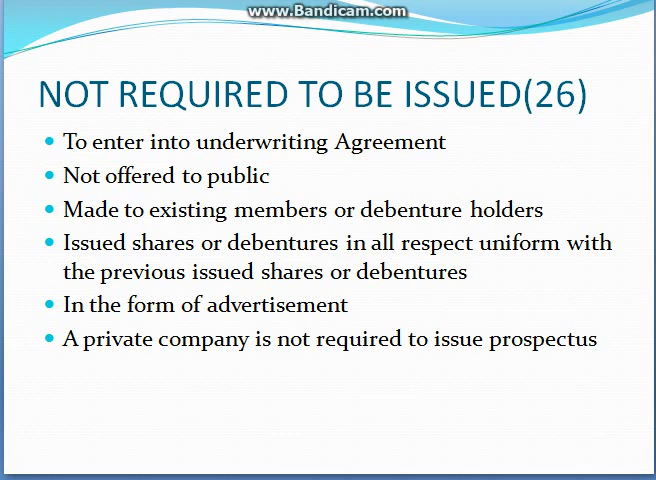 www.Bandicam.com
NOT REQUIRED TO BE ISSUED(26)
To enter into underwriting Agreement
Not offered to public
Made to existing members or debenture holders
Issued shares or debentures in all respect uniform with
the previous issued shares or debentures
In the form of advertisement
A private company is not required to issue prospectus